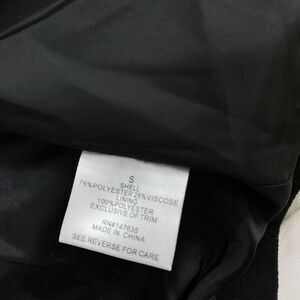 S
SHELL
75%POLYESTER 25%VISCOSE
LINING
100%POLYESTER
EXCLUSIVE OF TRIM
RN#147635
MADE IN CHINA
SEE REVERSE FOR CARE